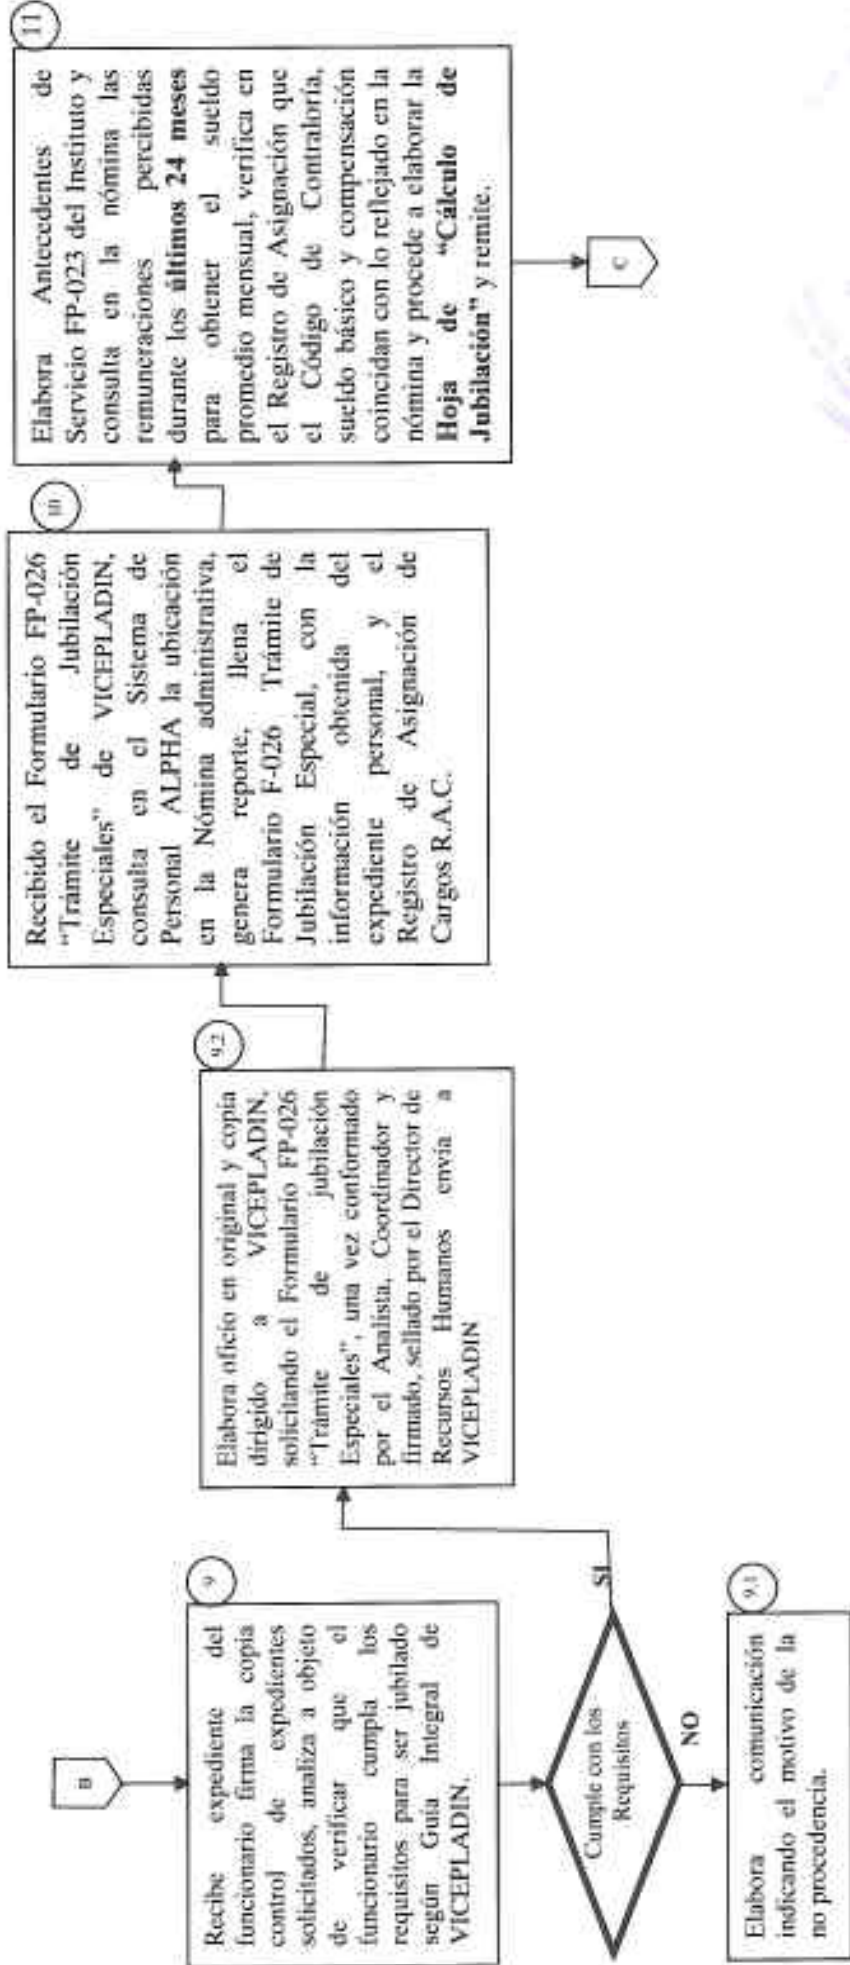 B
9
Recibe expediente del
funcionario firma la copia
control de expedientes
solicitados, analiza a objeto
de verificar que el
funcionario cumpla los
requisitos para ser jubilado
según Guía Integral de
VICEPLADIN.
Cumple con los
Requisitos
SI
NO
9.1
Elabora comunicación
indicando el motivo de la
no procedencia.
9.2
Elabora oficio en original y copia
dirigido a VICEPLADIN,
solicitando el Formulario FP-026
“Trámite de jubilación
Especiales”, una vez conformado
por el Analista, Coordinador y
firmado, sellado por el Director de
Recursos Humanos envía a
VICEPLADIN
10
Recibido el Formulario FP-026
“Trámite de Jubilación
Especiales” de VICEPLADIN,
consulta en el Sistema de
Personal ALPHA la ubicación
en la Nómina administrativa,
genera reporte, llena el
Formulario F-026 Trámite de
Jubilación Especial, con la
información obtenida del
expediente personal, y el
Registro de Asignación de
Cargos R.A.C.
11
Elabora Antecedentes de
Servicio FP-023 del Instituto y
consulta en la nómina las
remuneraciones percibidas
durante los últimos 24 meses
para obtener el sueldo
promedio mensual, verifica en
el Registro de Asignación que
el Código de Contraloría,
sueldo básico y compensación
coincidan con lo reflejado en la
nómina y procede a elaborar la
Hoja de “Cálculo de
Jubilación” y remite.
C